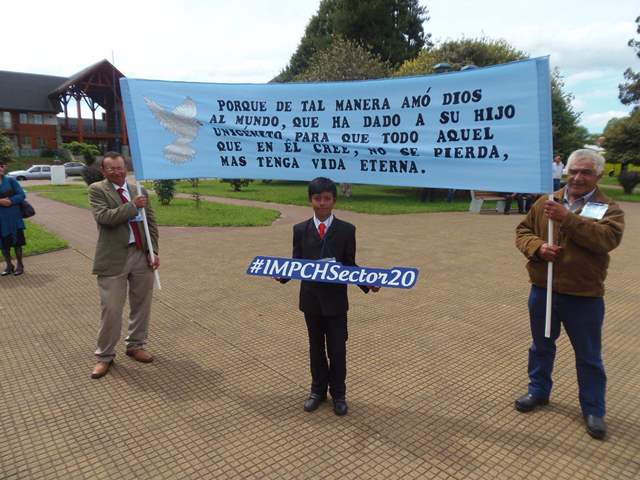 PORQUE DE TAL MANERA AMÓ DIOS
AL MUNDO, QUE HA DADO A SU HIJO
UNIGÉNITO PARA QUE TODO AQUEL
QUE EN ÉL CREE, NO SE PIERDA,
MAS TENGA VIDA ETERNA.
#IMPCHSector20